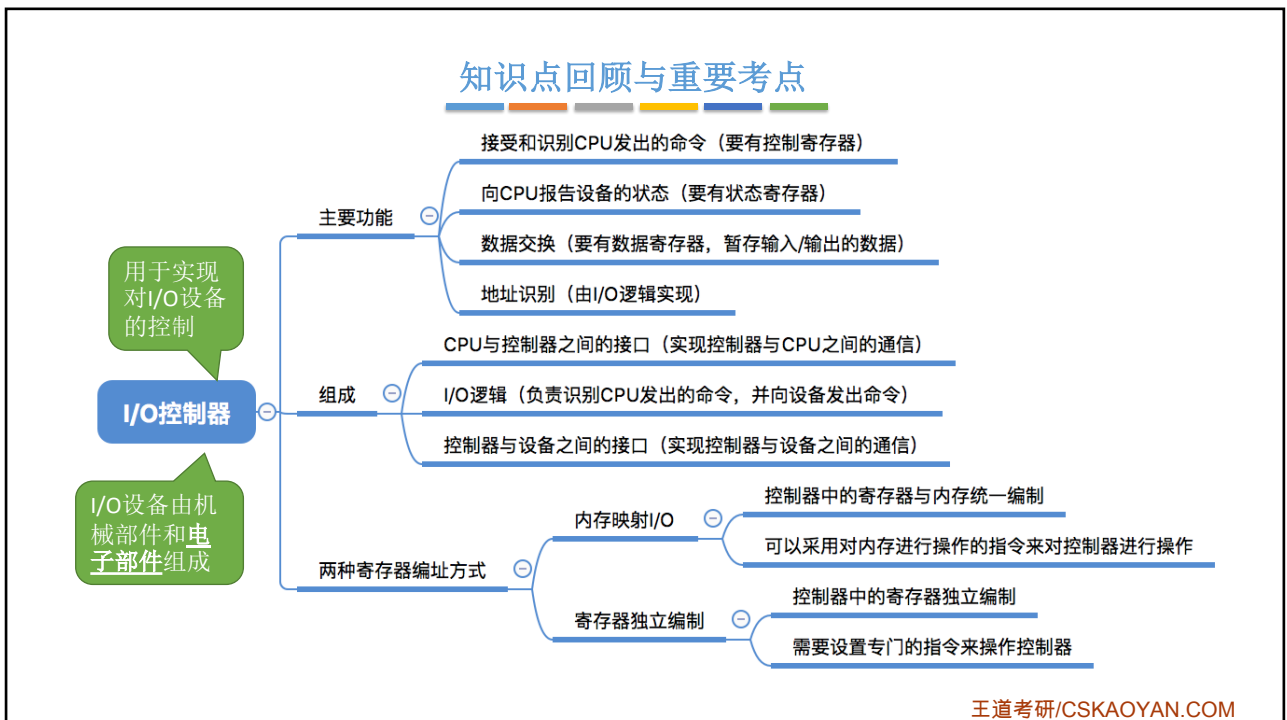 知识点回顾与重要考点
接受和识别CPU发出的命令（要有控制寄存器）
向CPU报告设备的状态（要有状态寄存器）
主要功能
数据交换（要有数据寄存器，暂存输入/输出的数据）
地址识别（由I/O逻辑实现）
用于实现
对I/O设备
的控制
CPU与控制器之间的接口（实现控制器与CPU之间的通信）
组成
I/O逻辑（负责识别CPU发出的命令，并向设备发出命令）
I/O控制器
控制器与设备之间的接口（实现控制器与设备之间的通信）
I/O设备由机
械部件和电
子部件组成
控制器中的寄存器与内存统一编制
内存映射I/O
可以采用对内存进行操作的指令来对控制器进行操作
两种寄存器编址方式
控制器中的寄存器独立编制
寄存器独立编制
需要设置专门的指令来操作控制器
王道考研/CSKAOYAN.COM